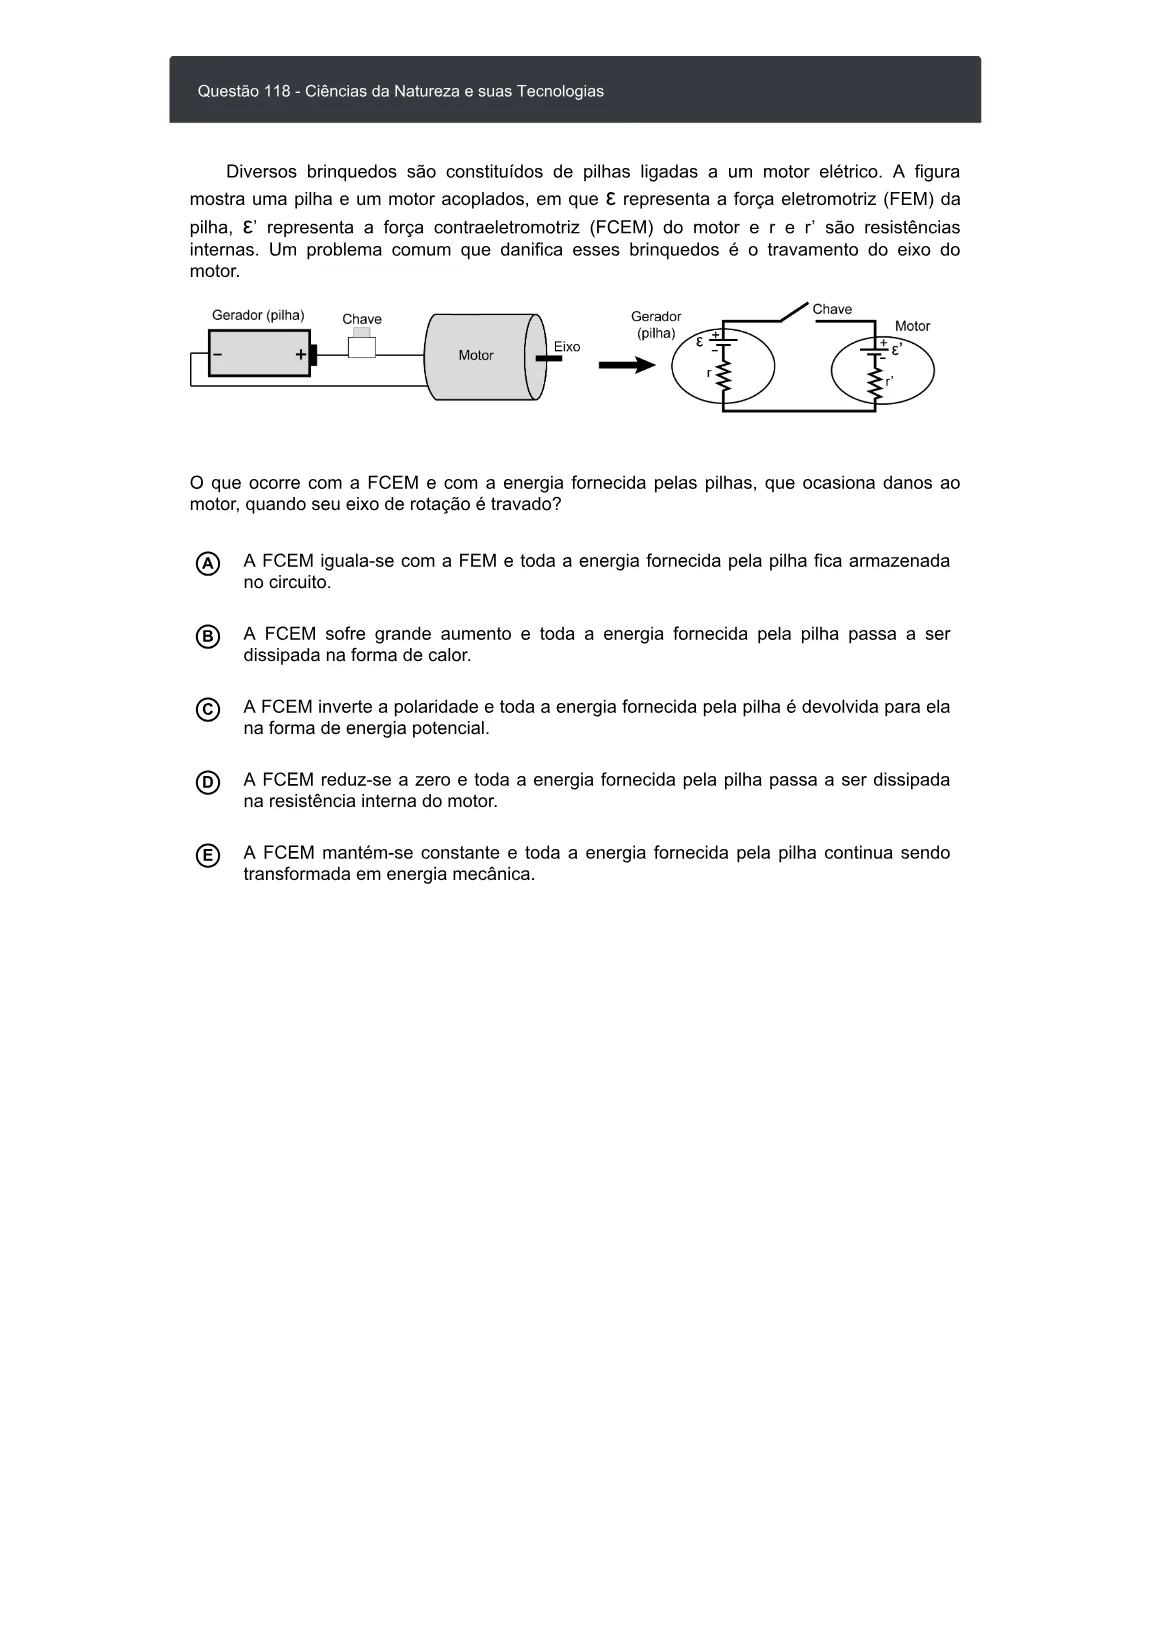 Questão 118 - Ciências da Natureza e suas Tecnologias
Diversos brinquedos são constituídos de pilhas ligadas a um motor elétrico. A figura
mostra uma pilha e um motor acoplados, em que Ɛ representa a força eletromotriz (FEM) da
pilha, Ɛ’ representa a força contraeletromotriz (FCEM) do motor e r e r’ são resistências
internas. Um problema comum que danifica esses brinquedos é o travamento do eixo do
motor.
Gerador (pilha)
Chave
− +
Motor
Eixo
Gerador
(pilha)
Chave
Motor
Ɛ
+
−
r
+
−
Ɛ’
r’
O que ocorre com a FCEM e com a energia fornecida pelas pilhas, que ocasiona danos ao
motor, quando seu eixo de rotação é travado?
A A FCEM iguala-se com a FEM e toda a energia fornecida pela pilha fica armazenada
no circuito.
B A FCEM sofre grande aumento e toda a energia fornecida pela pilha passa a ser
dissipada na forma de calor.
C A FCEM inverte a polaridade e toda a energia fornecida pela pilha é devolvida para ela
na forma de energia potencial.
D A FCEM reduz-se a zero e toda a energia fornecida pela pilha passa a ser dissipada
na resistência interna do motor.
E A FCEM mantém-se constante e toda a energia fornecida pela pilha continua sendo
transformada em energia mecânica.